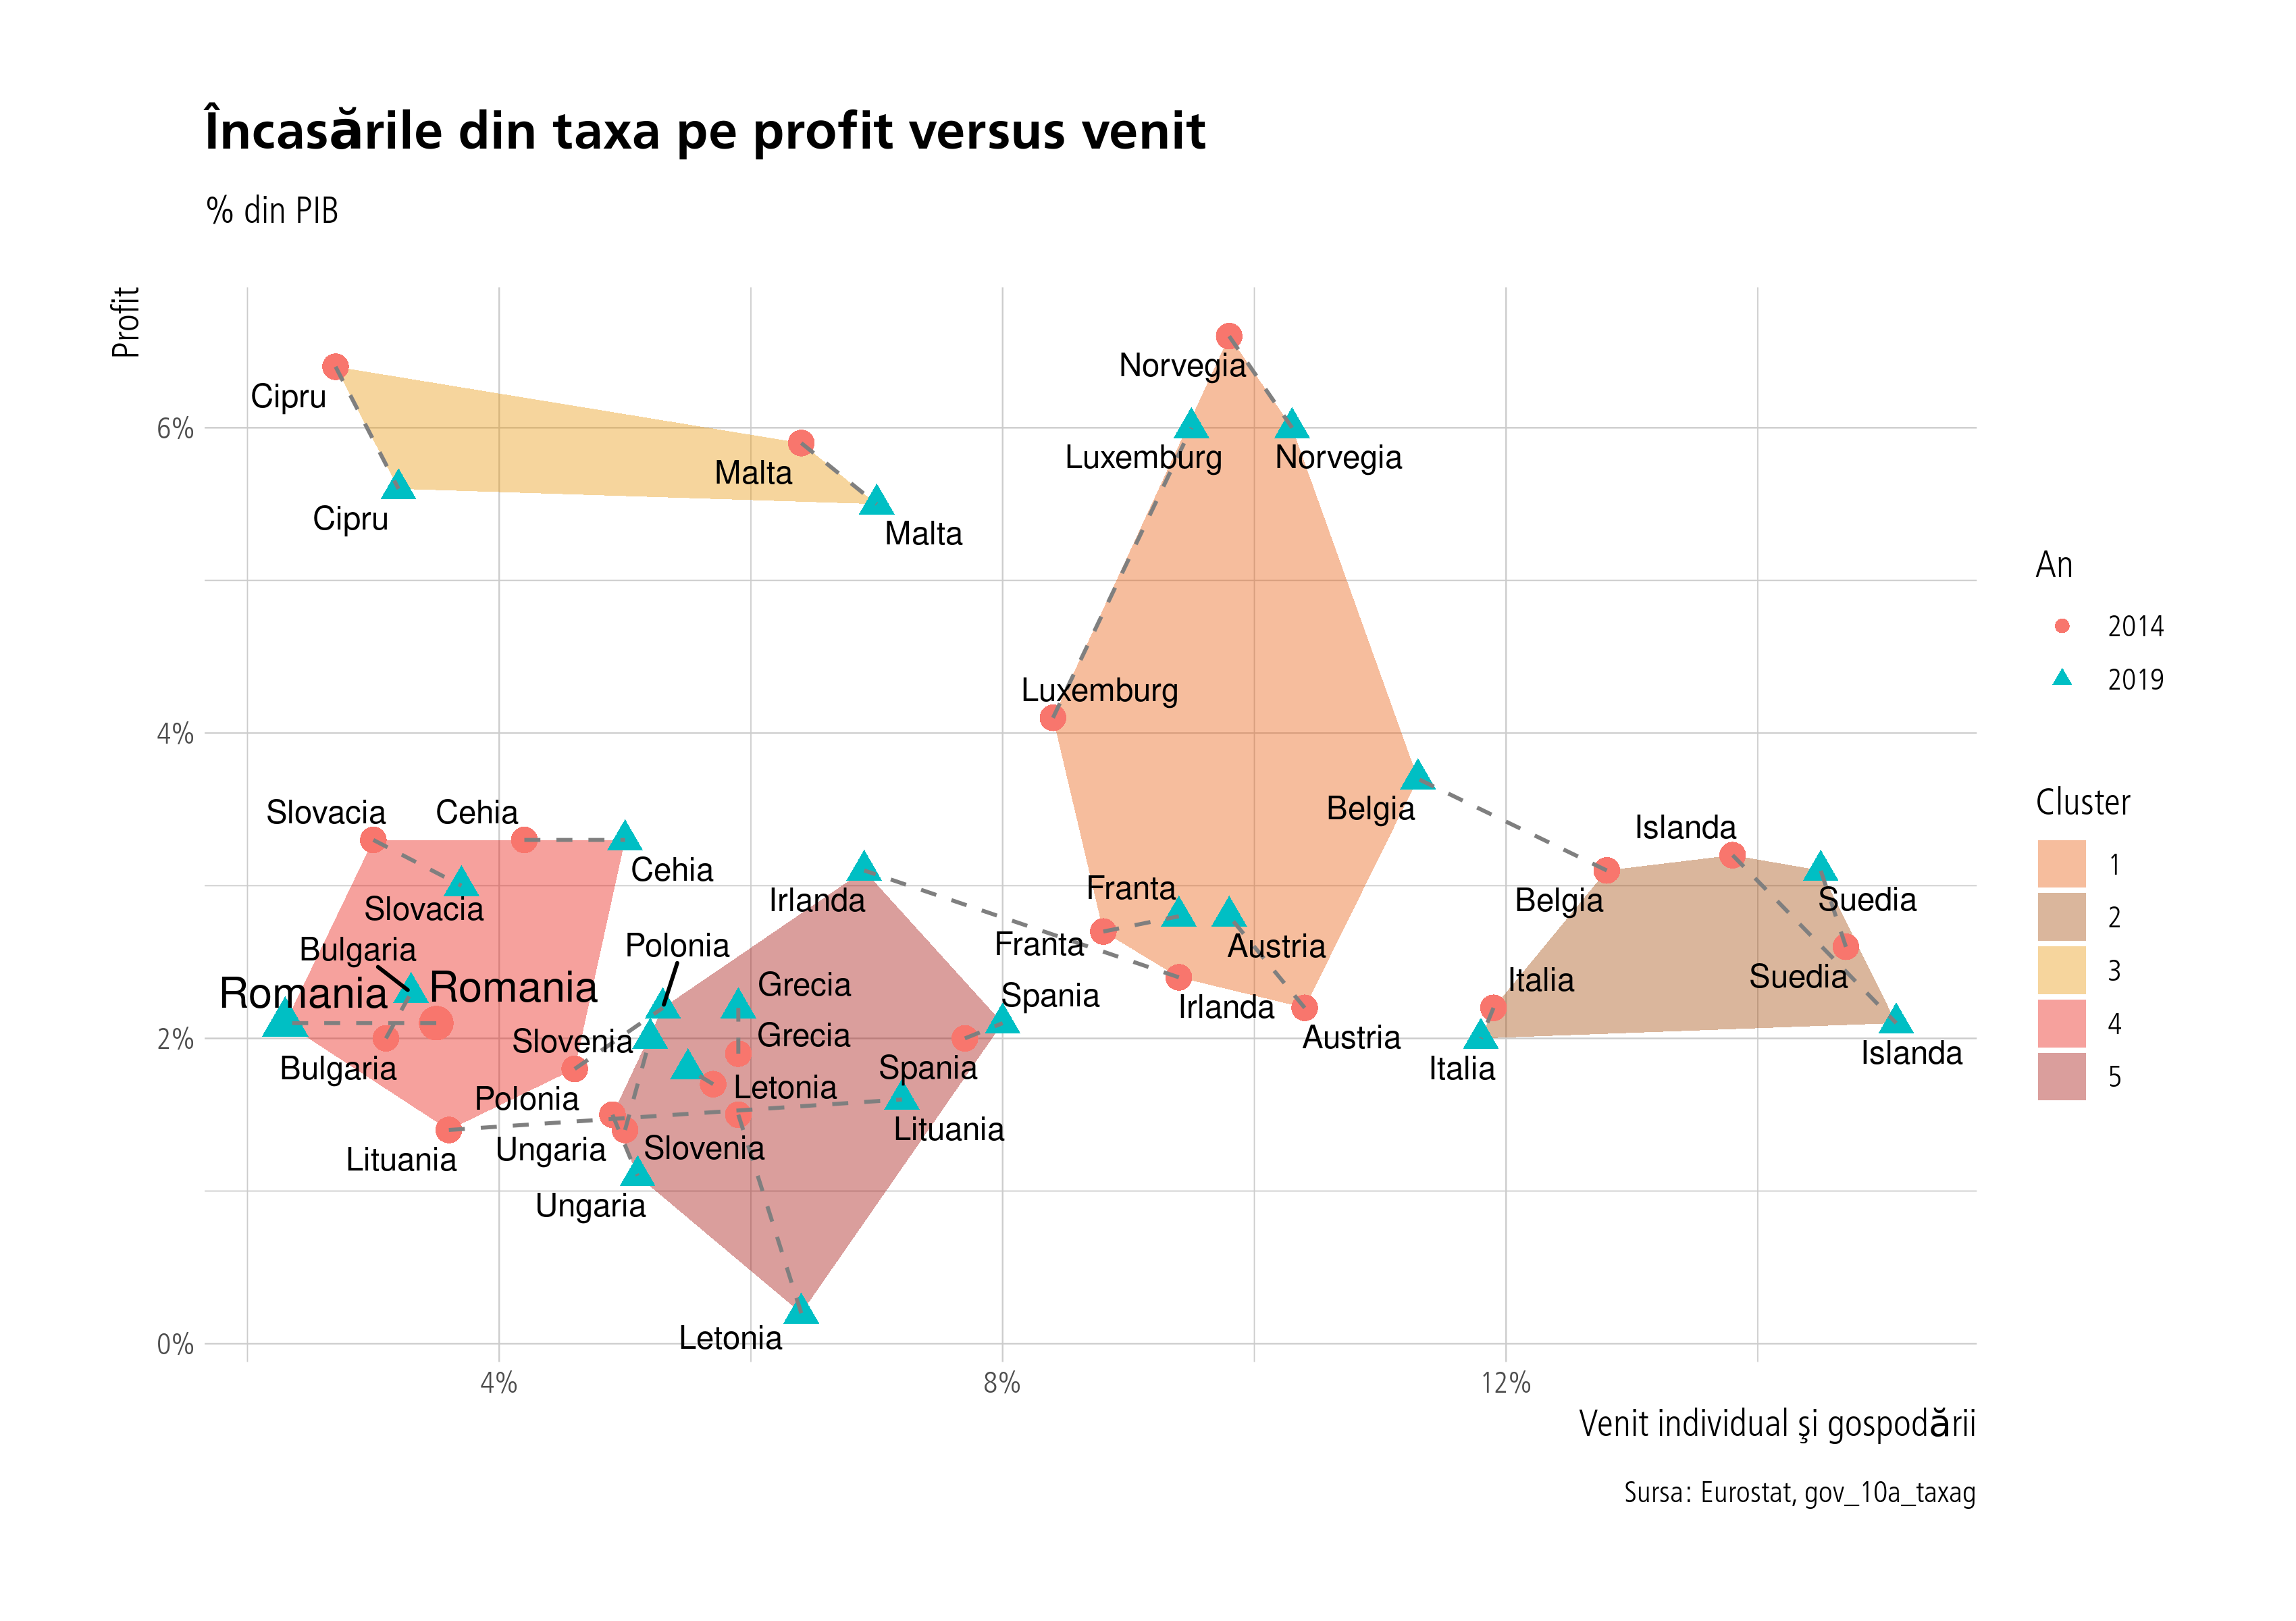 Încasările din taxa pe profit versus venit
% din PIB
Profit
Norvegia
Cipru
6%
Luxemburg
Norvegia
Malta
Cipru
Malta
An
2014
2019
Luxemburg
4%
Cluster
1
2
3
4
5
Belgia
Slovacia
Cehia
Islanda
Cehia
Franta
Irlanda
Belgia
Suedia
Slovacia
Bulgaria
Polonia
Franta
Austria
Romania
Romania
Grecia
Spania
Irlanda
Italia
Suedia
2%
Slovenia
Grecia
Austria
Bulgaria
Spania
Italia
Islanda
Polonia
Letonia
Lituania
Lituania
Ungaria
Slovenia
Ungaria
Letonia
0%
4%
8%
12%
Venit individual şi gospodării
Sursa: Eurostat, gov_10a_taxag